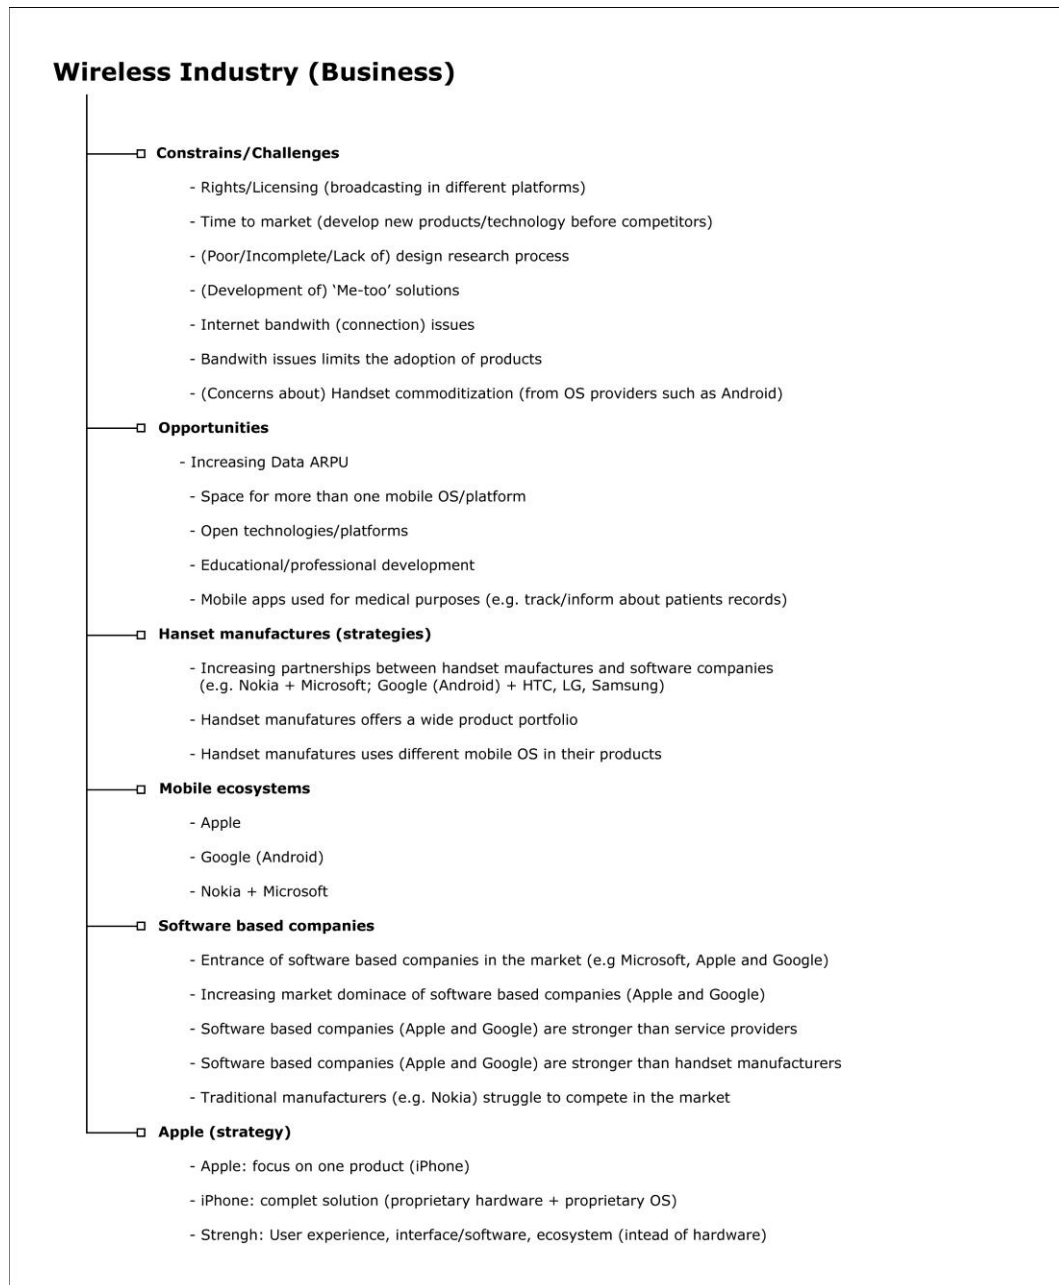 Wireless Industry (Business)
Constrains/Challenges
- Rights/Licensing (broadcasting in different platforms)
- Time to market (develop new products/technology before competitors)
- (Poor/Incomplete/Lack of) design research process
- (Development of) ‘Me-too’ solutions
- Internet bandwith (connection) issues
- Bandwith issues limits the adoption of products
- (Concerns about) Handset commoditization (from OS providers such as Android)
Opportunities
- Increasing Data ARPU
- Space for more than one mobile OS/platform
- Open technologies/platforms
- Educational/professional development
- Mobile apps used for medical purposes (e.g. track/inform about patients records)
Hanset manufactures (strategies)
- Increasing partnerships between handset maufactures and software companies
(e.g. Nokia + Microsoft; Google (Android) + HTC, LG, Samsung)
- Handset manufatures offers a wide product portfolio
- Handset manufatures uses different mobile OS in their products
Mobile ecosystems
- Apple
- Google (Android)
- Nokia + Microsoft
Software based companies
- Entrance of software based companies in the market (e.g Microsoft, Apple and Google)
- Increasing market dominace of software based companies (Apple and Google)
- Software based companies (Apple and Google) are stronger than service providers
- Software based companies (Apple and Google) are stronger than handset manufacturers
- Traditional manufacturers (e.g. Nokia) struggle to compete in the market
Apple (strategy)
- Apple: focus on one product (iPhone)
- iPhone: complet solution (proprietary hardware + proprietary OS)
- Strengh: User experience, interface/software, ecosystem (intead of hardware)